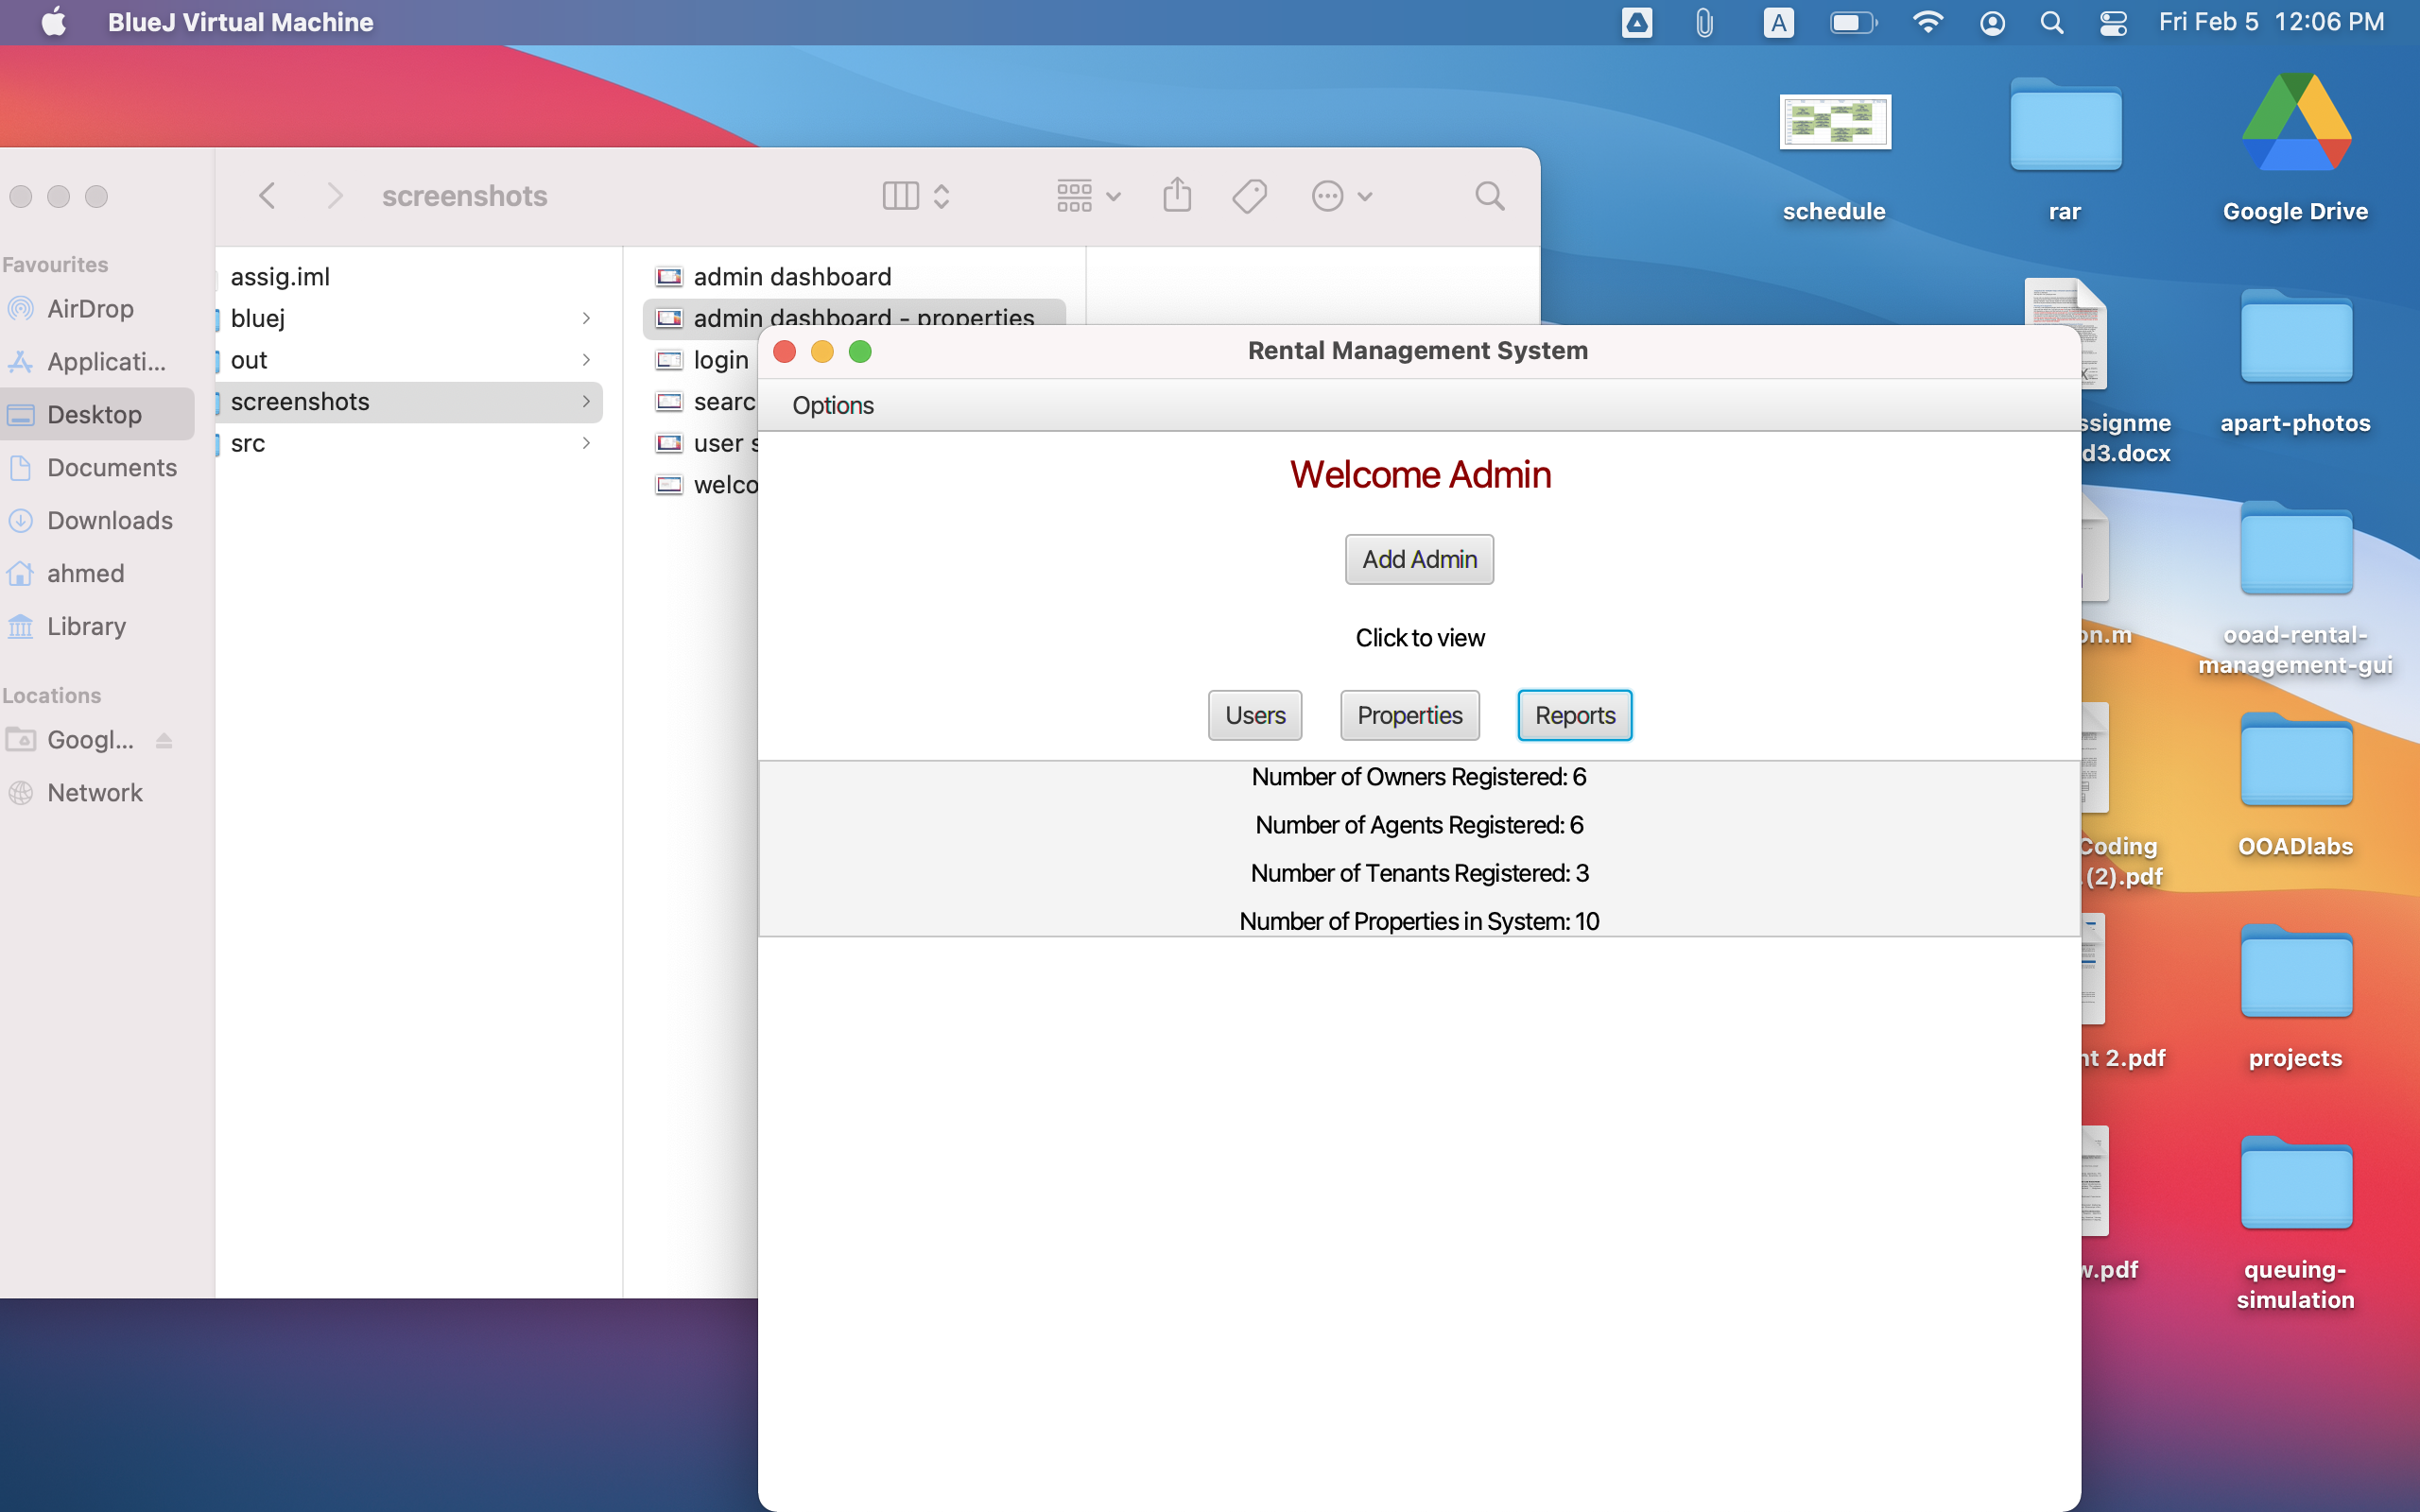 BlueJ Virtual Machine
A
Fri Feb 5 12:06 PM
screenshots
Favourites
AirDrop
Applicati...
Desktop
Documents
Downloads
ahmed
Library
Locations
Googl...
Network
assig.iml
bluej
out
screenshots
src
admin dashboard
admin dashboard - properties
login
searc
user s
welco
Rental Management System
Options
Welcome Admin
Add Admin
Click to view
Users
Properties
Reports
Number of Owners Registered: 6
Number of Agents Registered: 6
Number of Tenants Registered: 3
Number of Properties in System: 10
schedule
rar
Google Drive
ssignme
d3.docx
apart-photos
on.m
ooad-rental-
management-gui
Coding
(2).pdf
OOADlabs
nt 2.pdf
projects
w.pdf
queuing-
simulation